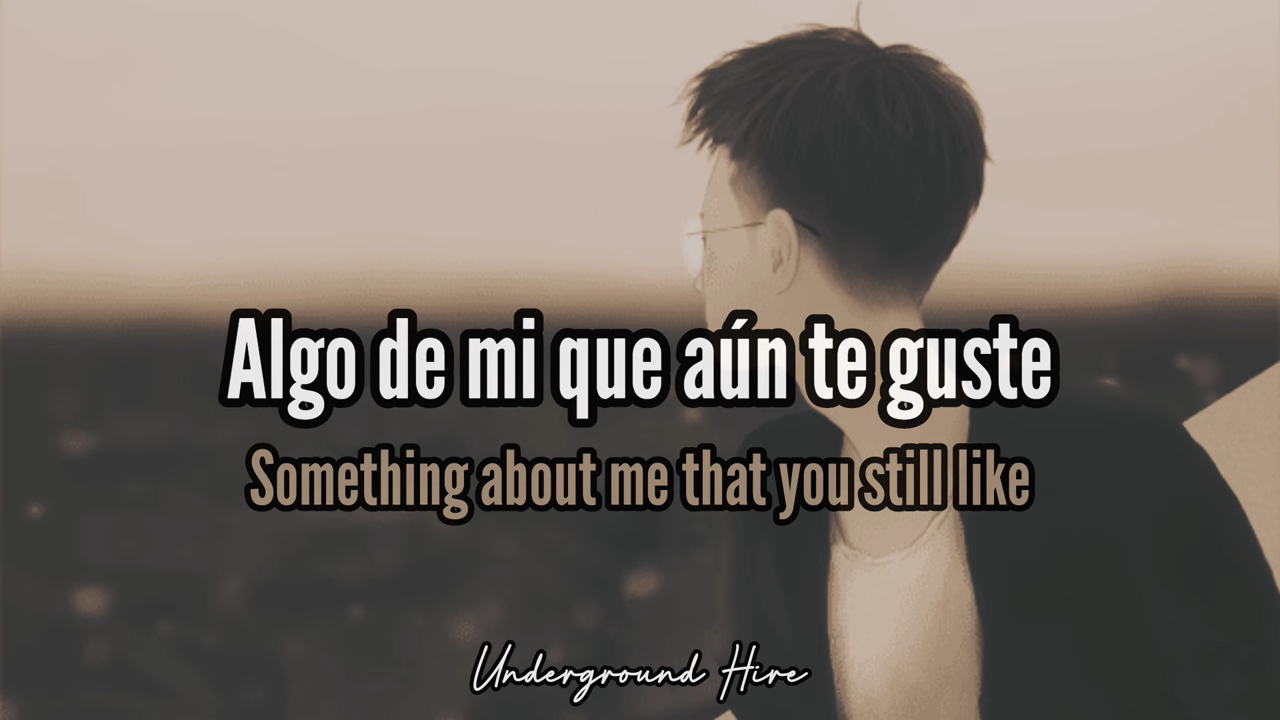 Algo de mi que aún te guste
Something about me that you still like
Underground Hire